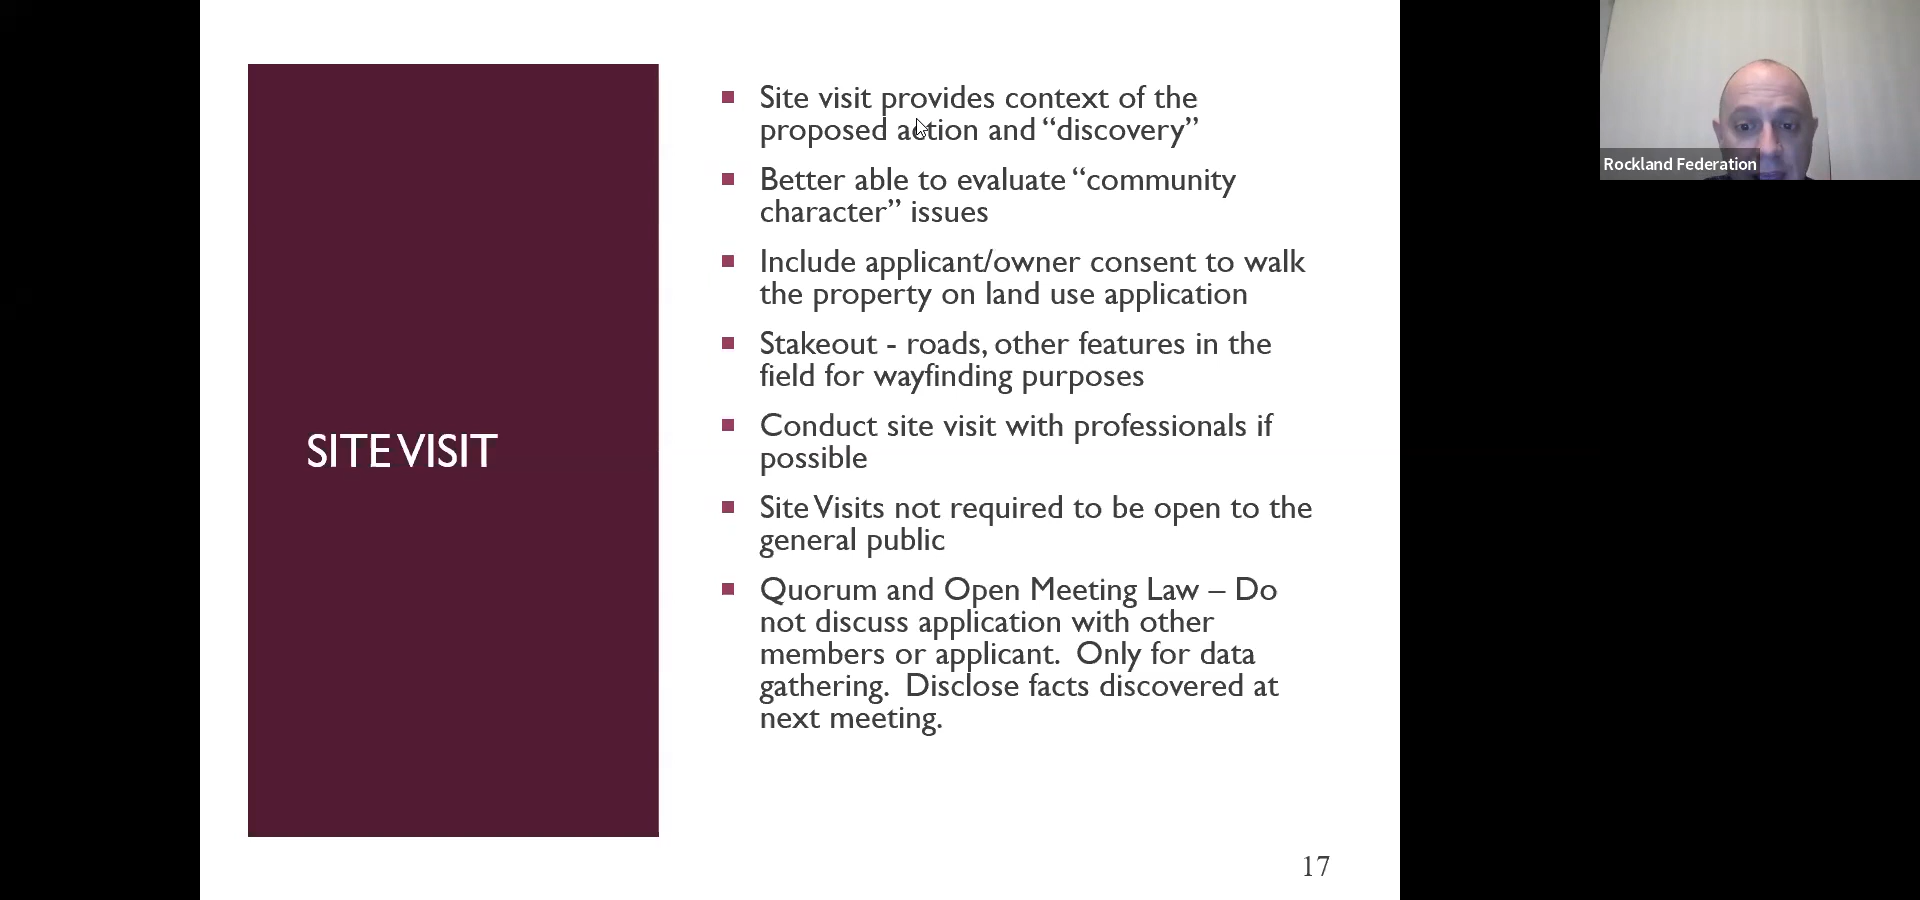 SITE VISIT
Site visit provides context of the
proposed action and “discovery”
Better able to evaluate “community
character” issues
Include applicant/owner consent to walk
the property on land use application
Stakeout - roads, other features in the
field for wayfinding purposes
Conduct site visit with professionals if
possible
Site Visits not required to be open to the
general public
Quorum and Open Meeting Law – Do
not discuss application with other
members or applicant.  Only for data
gathering.  Disclose facts discovered at
next meeting.
17
Rockland Federation